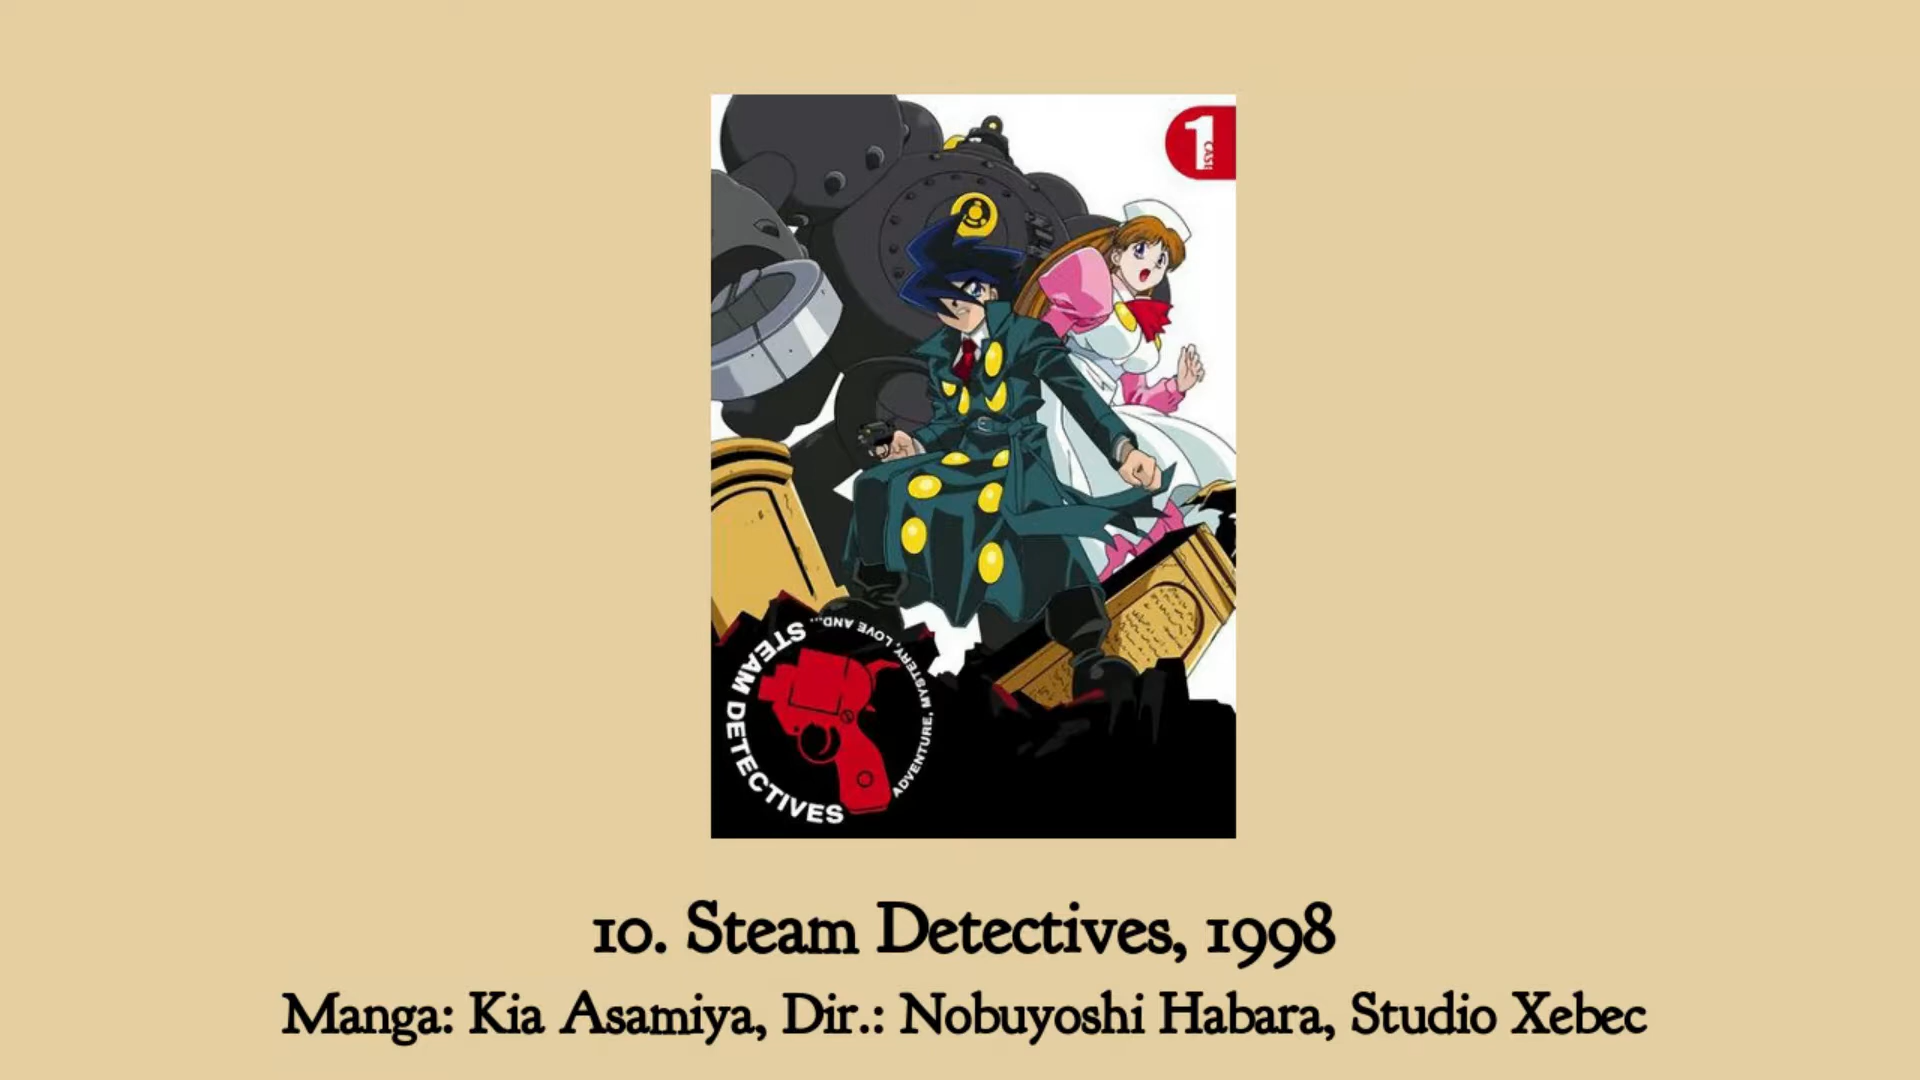 1
CASE
STEAM DETECTIVES
ADVENTURE, MYSTERY, LOVE AND...
10. Steam Detectives, 1998
Manga: Kia Asamiya, Dir.: Nobuyoshi Habara, Studio Xebec